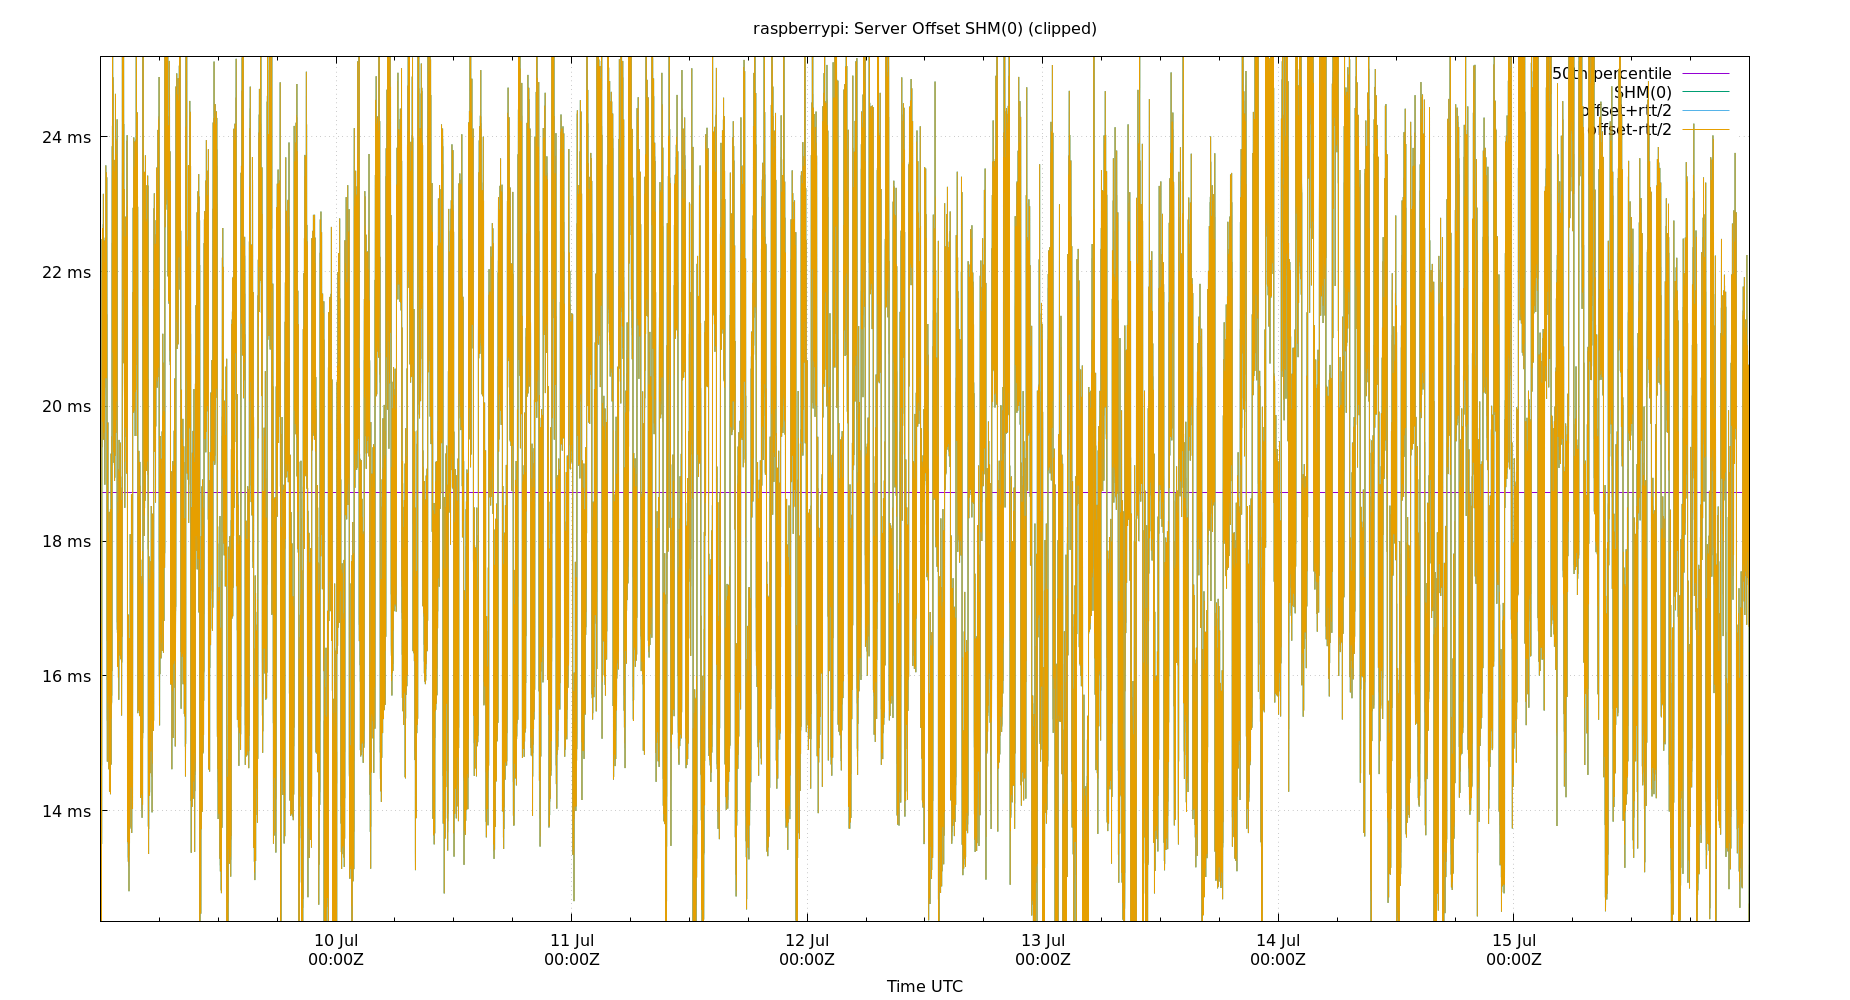 raspberrypi: Server Offset SHM(0) (clipped)
50th percentile
SHM(0)
offset+rtt/2
offset-rtt/2
24 ms
22 ms
20 ms
18 ms
16 ms
14 ms
10 Jul 11 Jul 12 Jul 13 Jul 14 Jul 15 Jul
00:00Z 00:00Z 00:00Z 00:00Z 00:00Z 00:00Z
Time UTC